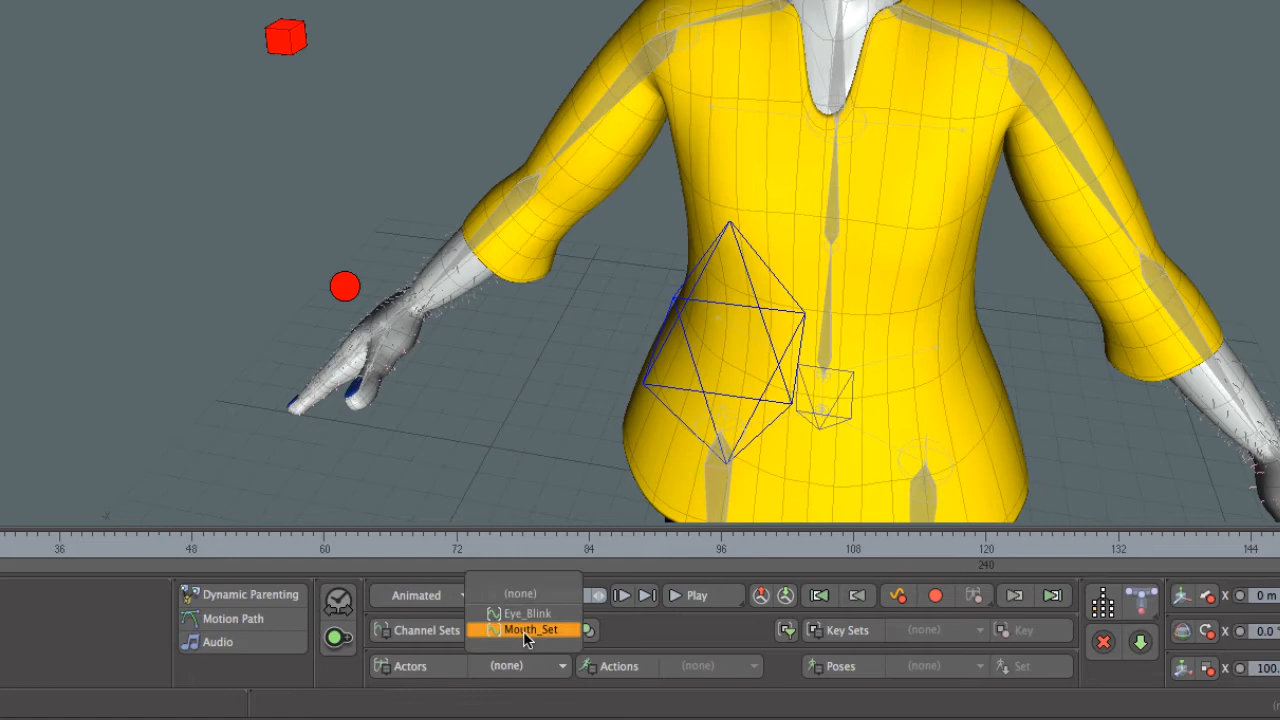 -X
36 48 60 72 84 96 108 120 132 144
240
Dynamic Parenting
Motion Path
Audio
Animated
(none)
Eye_Blink
Mouth_Set
Play
0 m
Channel Sets
Key Sets (none) Key
X 0.0
Actors (none) Actions (none) Poses (none) Set
X 100.